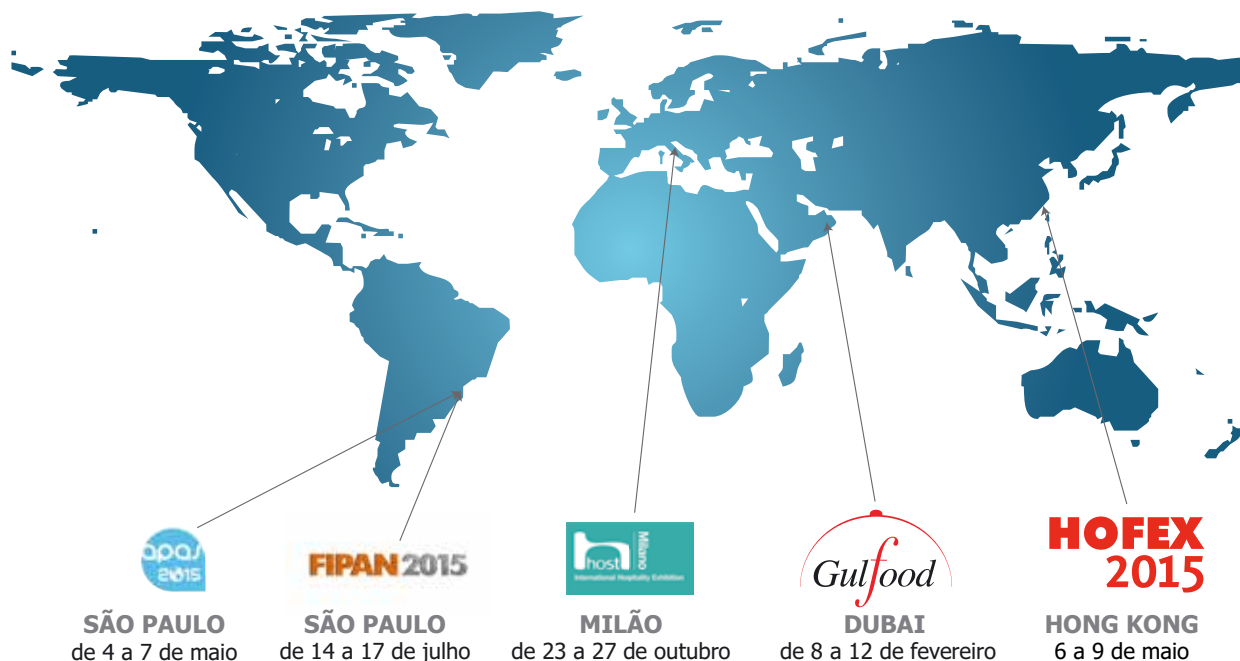 apas
2015
FIPAN 2015
host
Milano
International Hospitality Exhibition
Gulfood
HOFEX
2015
SÃO PAULO
de 4 a 7 de maio
SÃO PAULO
de 14 a 17 de julho
MILÃO
de 23 a 27 de outubro
DUBAI
de 8 a 12 de fevereiro
HONG KONG
6 a 9 de maio